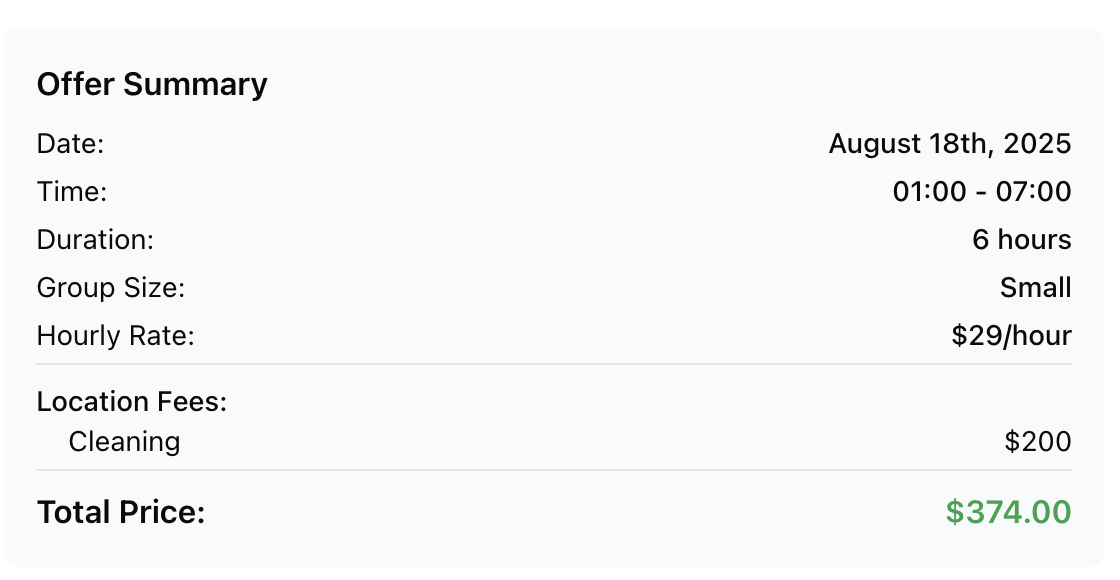 Offer Summary
Date: August 18th, 2025
Time: 01:00 - 07:00
Duration: 6 hours
Group Size: Small
Hourly Rate: $29/hour
Location Fees:
Cleaning $200
Total Price: $374.00